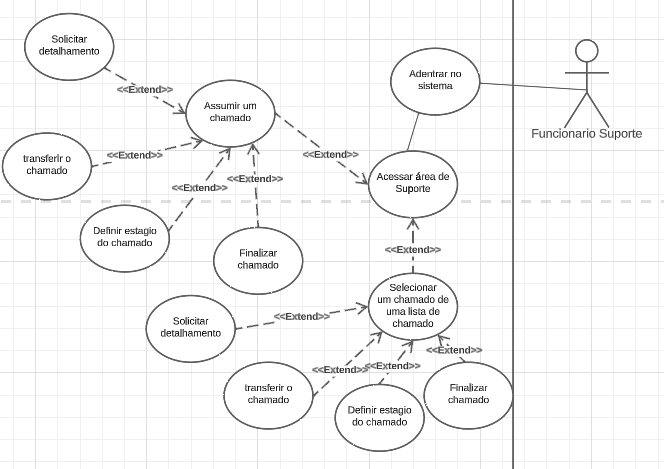 Solicitar
detalhamento
<<Extend>>
Assumir um
chamado
Adentrar no
sistema
Funcionario Suporte
transferir o
chamado
<<Extend>>
<<Extend>>
<<Extend>>
<<Extend>>
Acessar área de
Suporte
Definir estagio
do chamado
Finalizar
chamado
<<Extend>>
Selecionar
um chamado de
uma lista de
chamado
Solicitar
detalhamento
<<Extend>>
transferir o
chamado
<<Extend>>
<<Extend>>
<<Extend>>
Definir estagio
do chamado
Finalizar
chamado